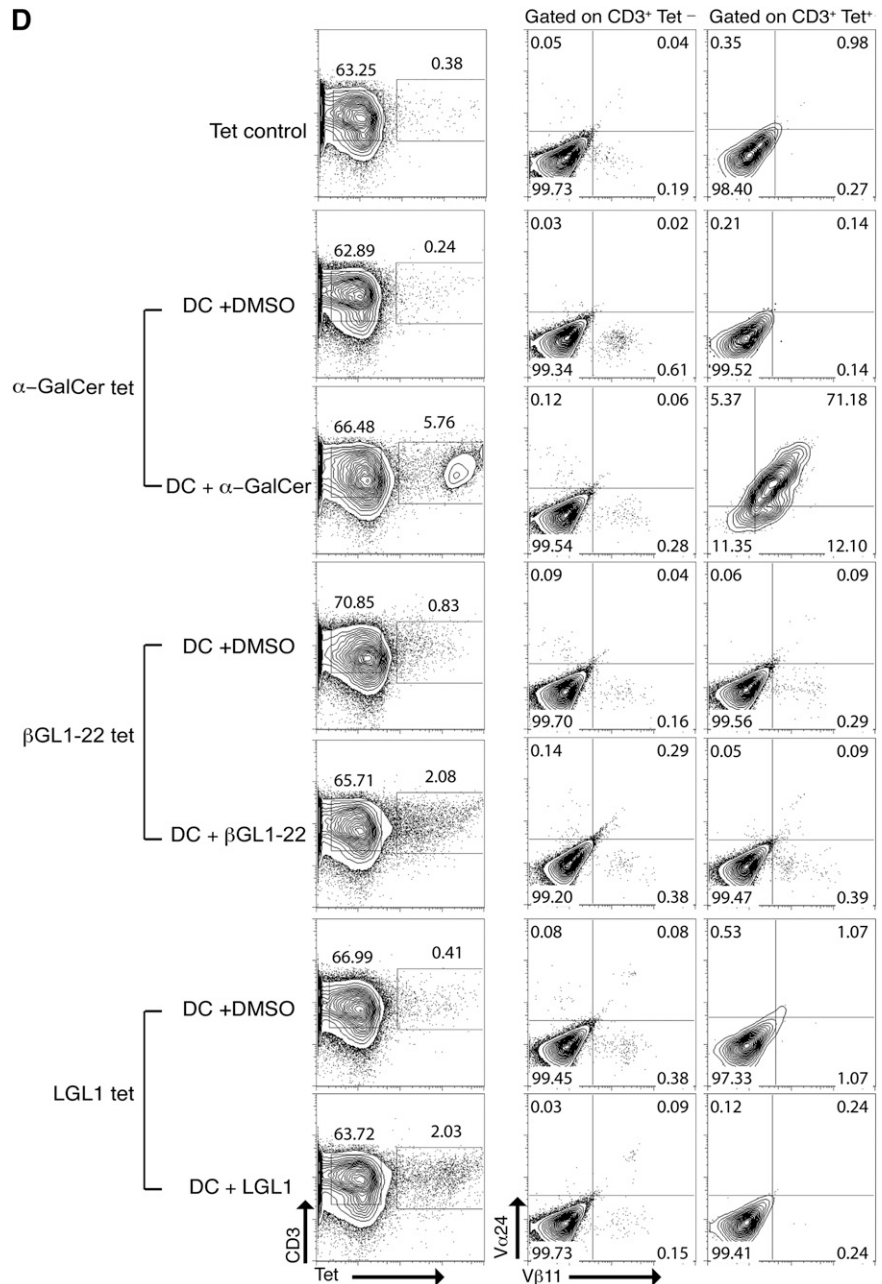 D
Gated on CD3⁺ Tet − Gated on CD3⁺ Tet⁺
63.25 0.38 0.05 0.04 0.35 0.98
Tet control
99.73 0.19 98.40 0.27
62.89 0.24 0.03 0.02 0.21 0.14
DC +DMSO
99.34 0.61 99.52 0.14
α−GalCer tet
66.48 5.76 0.12 0.06 5.37 71.18
DC + α−GalCer
99.54 0.28 11.35 12.10
70.85 0.83 0.09 0.04 0.06 0.09
DC +DMSO
99.70 0.16 99.56 0.29
βGL1-22 tet
65.71 2.08 0.14 0.29 0.05 0.09
DC + βGL1-22
99.20 0.38 99.47 0.39
66.99 0.41 0.08 0.08 0.53 1.07
DC +DMSO
99.45 0.38 97.33 1.07
LGL1 tet
63.72 2.03 0.03 0.09 0.12 0.24
DC + LGL1
99.73 0.15 99.41 0.24
CD3 Vα24
Tet Vβ11